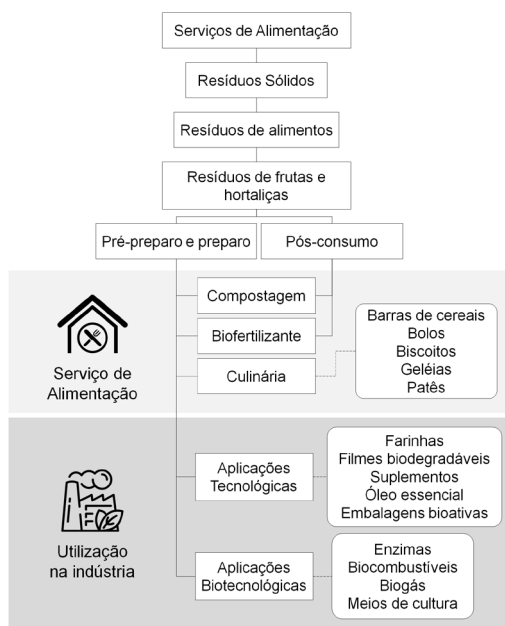 Serviços de Alimentação
Resíduos Sólidos
Resíduos de alimentos
Resíduos de frutas e
hortaliças
Pré-preparo e preparo
Pós-consumo
Compostagem
Biofertilizante
Culinária
Barras de cereais
Bolos
Biscoitos
Geléias
Patês
Serviço de
Alimentação
Aplicações
Tecnológicas
Farinhas
Filmes biodegradáveis
Suplementos
Óleo essencial
Embalagens bioativas
Utilização
na indústria
Aplicações
Biotecnológicas
Enzimas
Biocombustíveis
Biogás
Meios de cultura